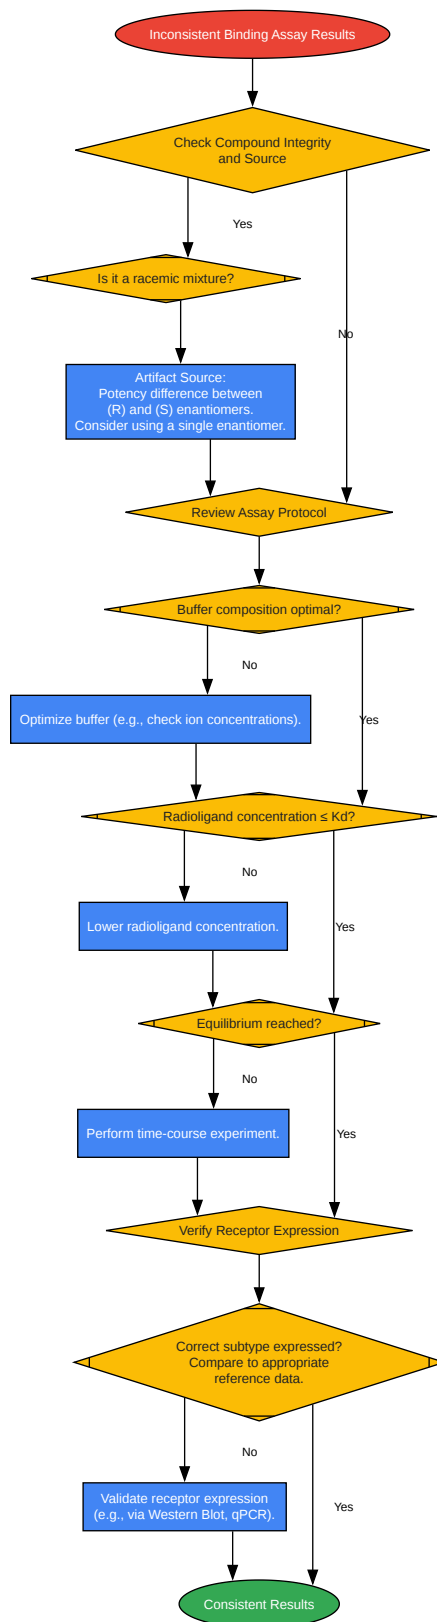 Inconsistent Binding Assay Results
Check Compound Integrity
and Source
Yes
Is it a racemic mixture?
No
Artifact Source:
Potency difference between
(R) and (S) enantiomers.
Consider using a single enantiomer.
Review Assay Protocol
Buffer composition optimal?
No
Optimize buffer (e.g., check ion concentrations).
Yes
Radioligand concentration ≤ Kd?
No
Lower radioligand concentration.
Yes
Equilibrium reached?
No
Perform time-course experiment.
Yes
Verify Receptor Expression
Correct subtype expressed?
Compare to appropriate
reference data.
No
Validate receptor expression
(e.g., via Western Blot, qPCR).
Yes
Consistent Results